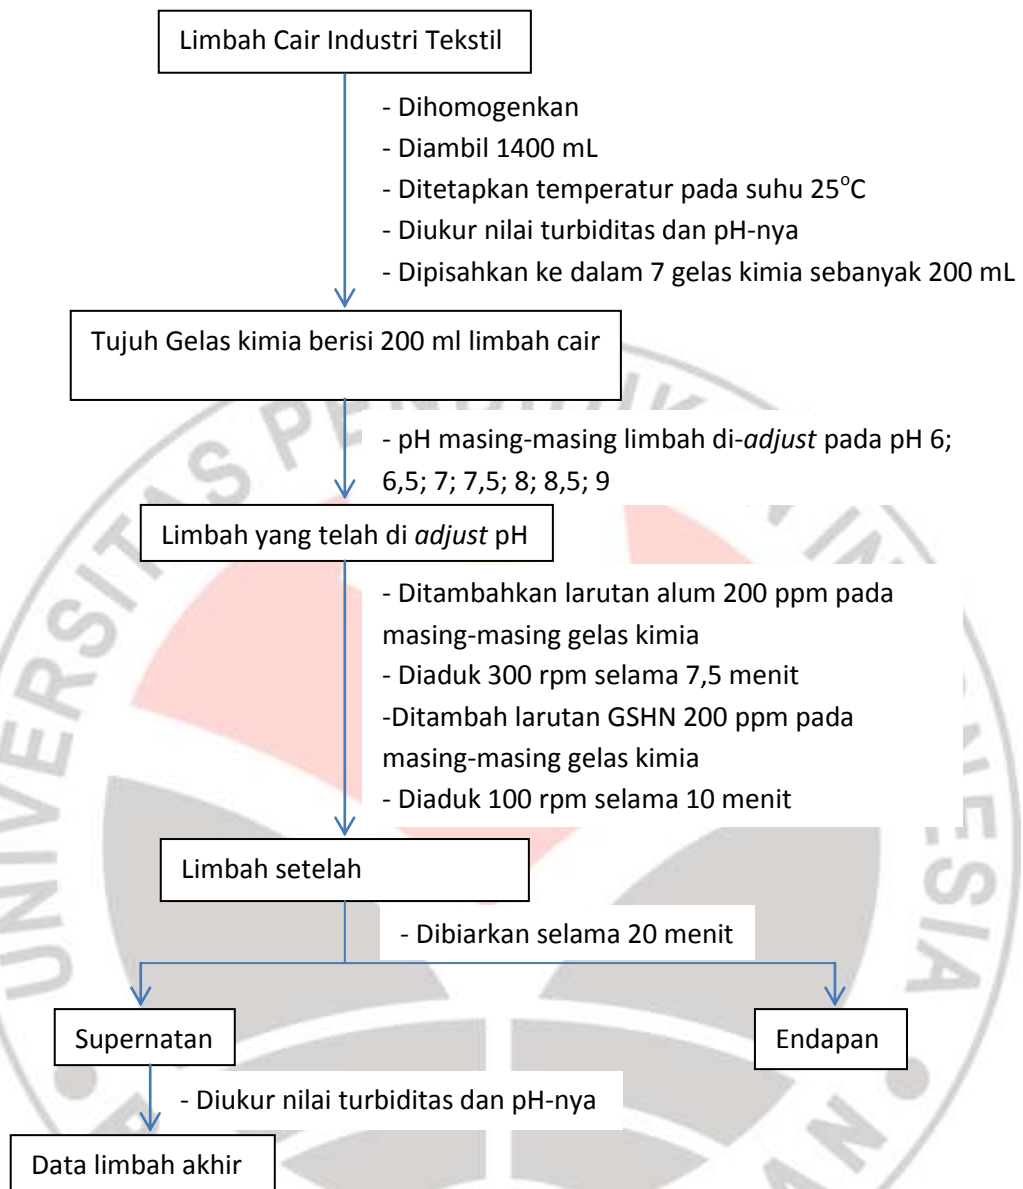 Limbah Cair Industri Tekstil
- Dihomogenkan
- Diambil 1400 mL
- Ditetapkan temperatur pada suhu 25°C
- Diukur nilai turbiditas dan pH-nya
- Dipisahkan ke dalam 7 gelas kimia sebanyak 200 mL
Tujuh Gelas kimia berisi 200 ml limbah cair
- pH masing-masing limbah di-adjust pada pH 6;
6,5; 7; 7,5; 8; 8,5; 9
Limbah yang telah di adjust pH
- Ditambahkan larutan alum 200 ppm pada
masing-masing gelas kimia
- Diaduk 300 rpm selama 7,5 menit
-Ditambah larutan GSHN 200 ppm pada
masing-masing gelas kimia
- Diaduk 100 rpm selama 10 menit
Limbah setelah
- Dibiarkan selama 20 menit
Supernatan
Endapan
- Diukur nilai turbiditas dan pH-nya
Data limbah akhir